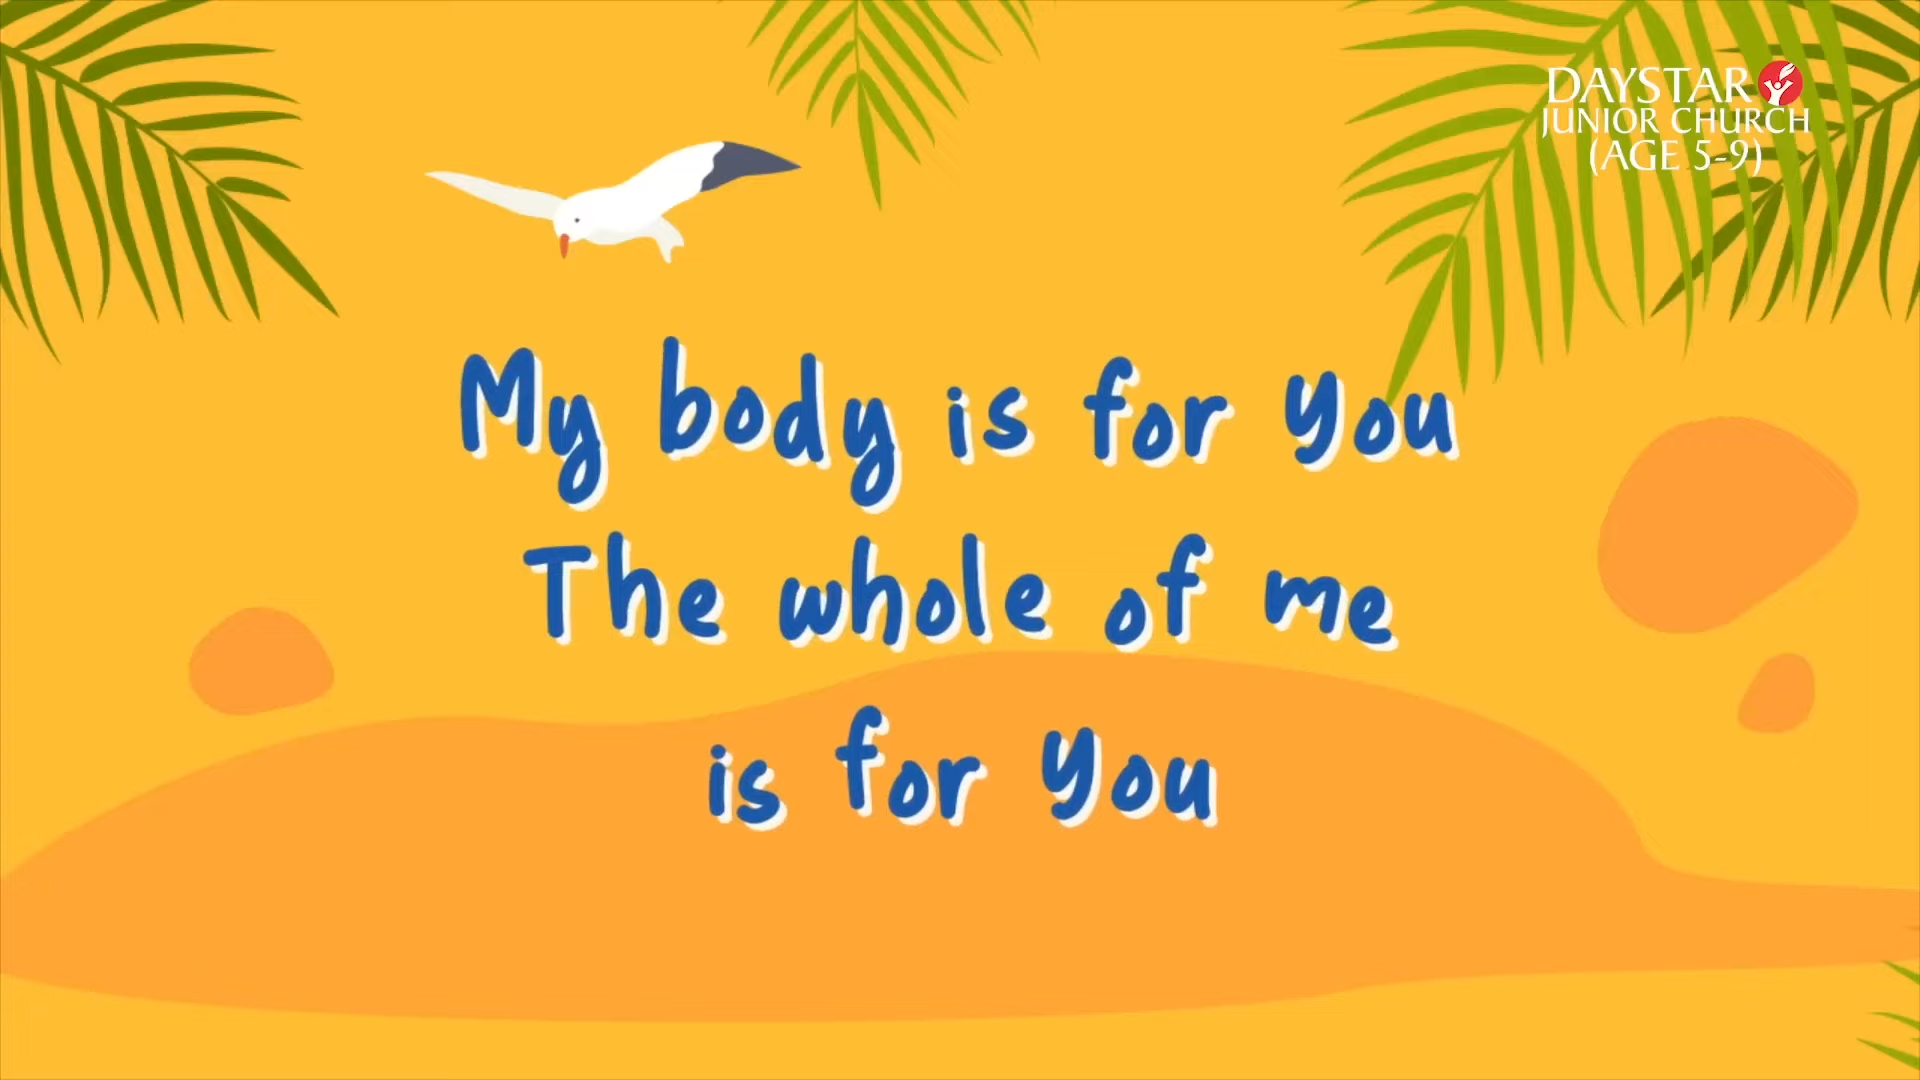 DAYSTAR
JUNIOR CHURCH
(AGE 5-9)
My body is for You
The whole of me
is for You